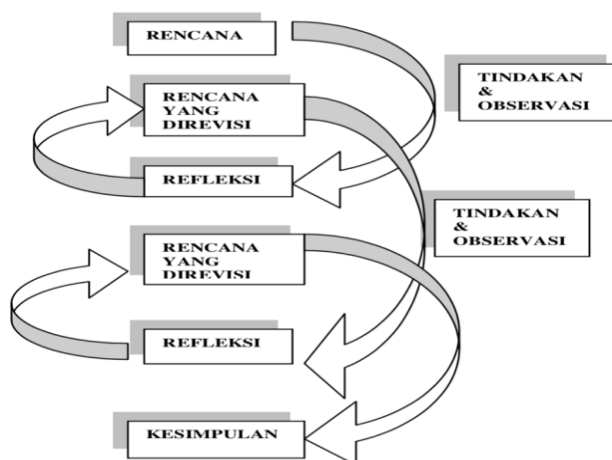 RENCANA
TINDAKAN
&
OBSERVASI
RENCANA
YANG
DIREVISI
REFLEKSI
TINDAKAN
&
OBSERVASI
RENCANA
YANG
DIREVISI
REFLEKSI
KESIMPULAN